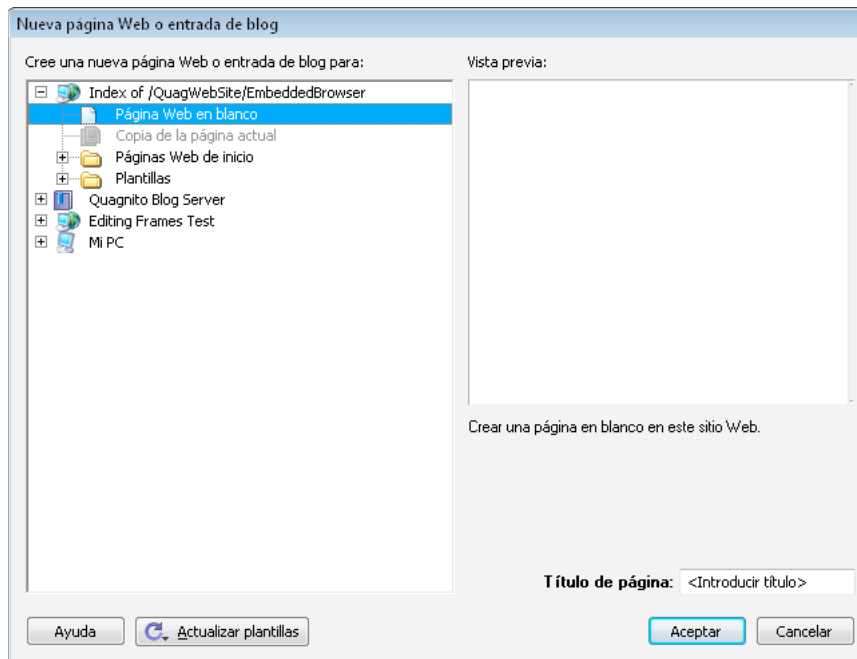 Nueva página Web o entrada de blog
Cree una nueva página Web o entrada de blog para:
Index of /QuagWebSite/EmbeddedBrowser
Página Web en blanco
Copia de la página actual
Páginas Web de inicio
Plantillas
Quagnito Blog Server
Editing Frames Test
Mi PC
Vista previa:
Crear una página en blanco en este sitio Web.
Título de página: <Introducir título>
Ayuda
Actualizar plantillas
Aceptar
Cancelar